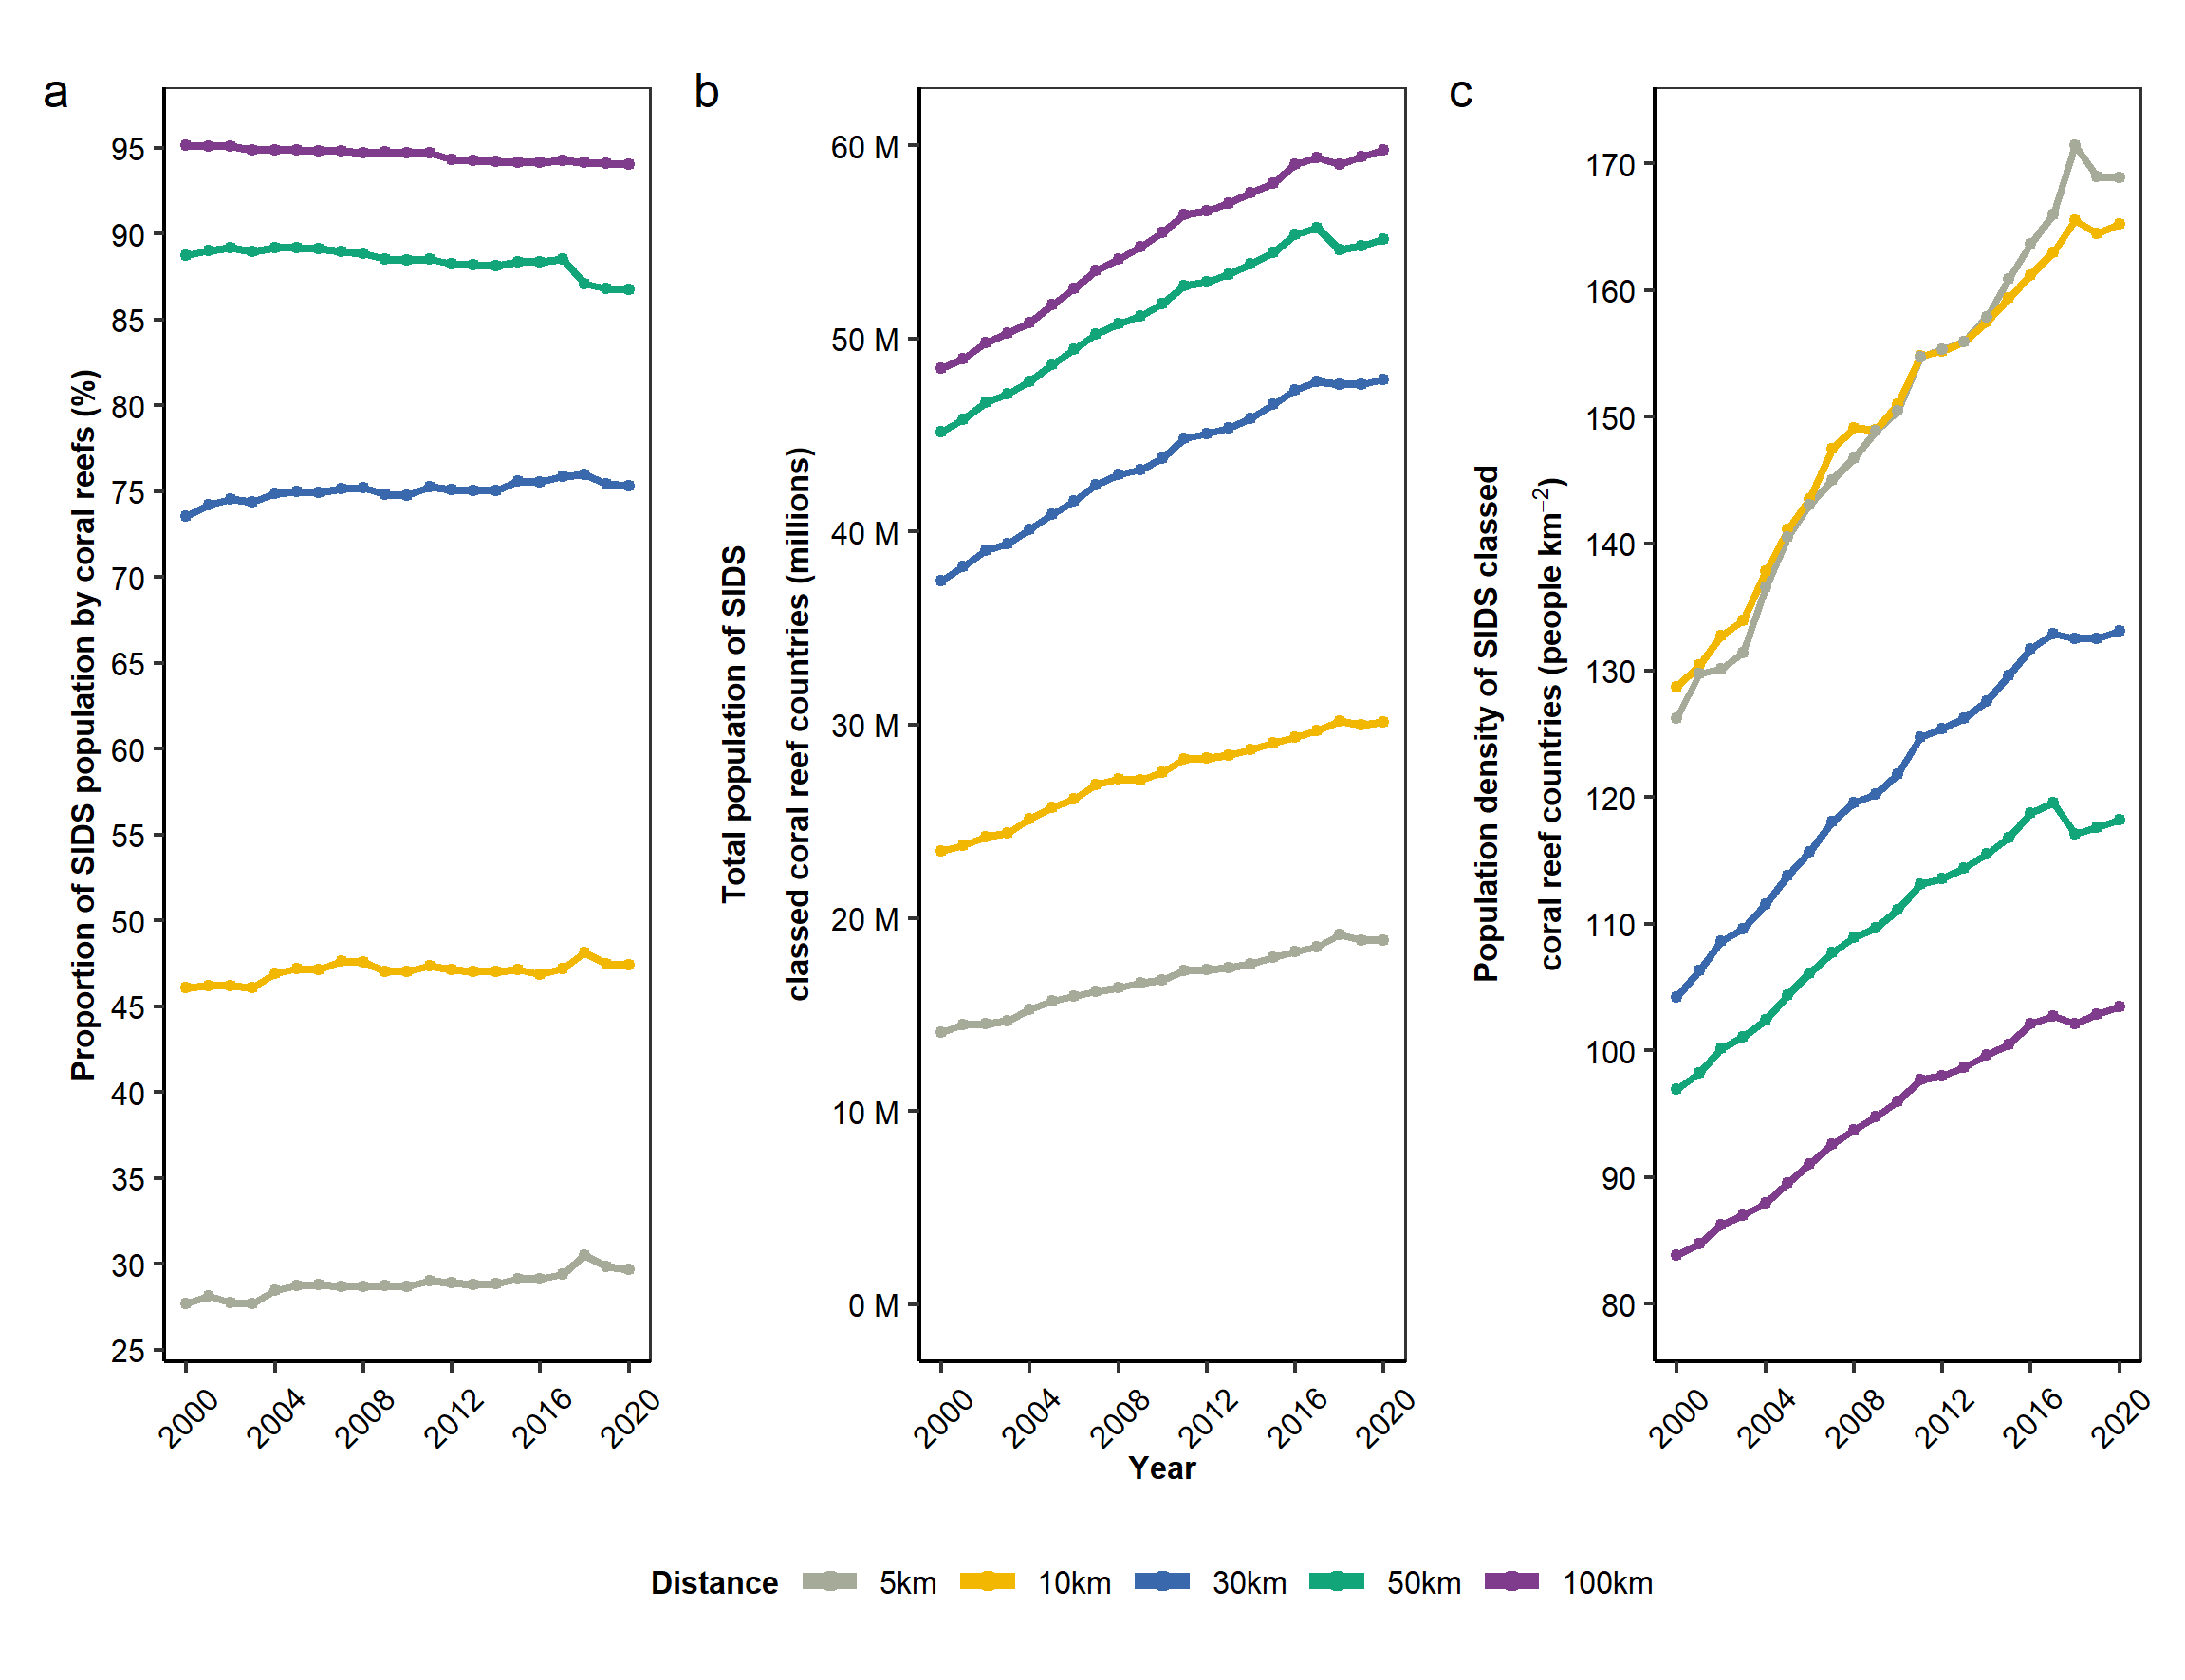 a
Proportion of SIDS population by coral reefs (%)
95
90
85
80
75
70
65
60
55
50
45
40
35
30
25
2000 2004 2008 2012 2016 2020
b
Total population of SIDS
classed coral reef countries (millions)
60 M
50 M
40 M
30 M
20 M
10 M
0 M
2000 2004 2008 2012 2016 2020
c
Population density of SIDS classed
coral reef countries (people km⁻²)
170
160
150
140
130
120
110
100
90
80
2000 2004 2008 2012 2016 2020
Year
Distance 5km 10km 30km 50km 100km